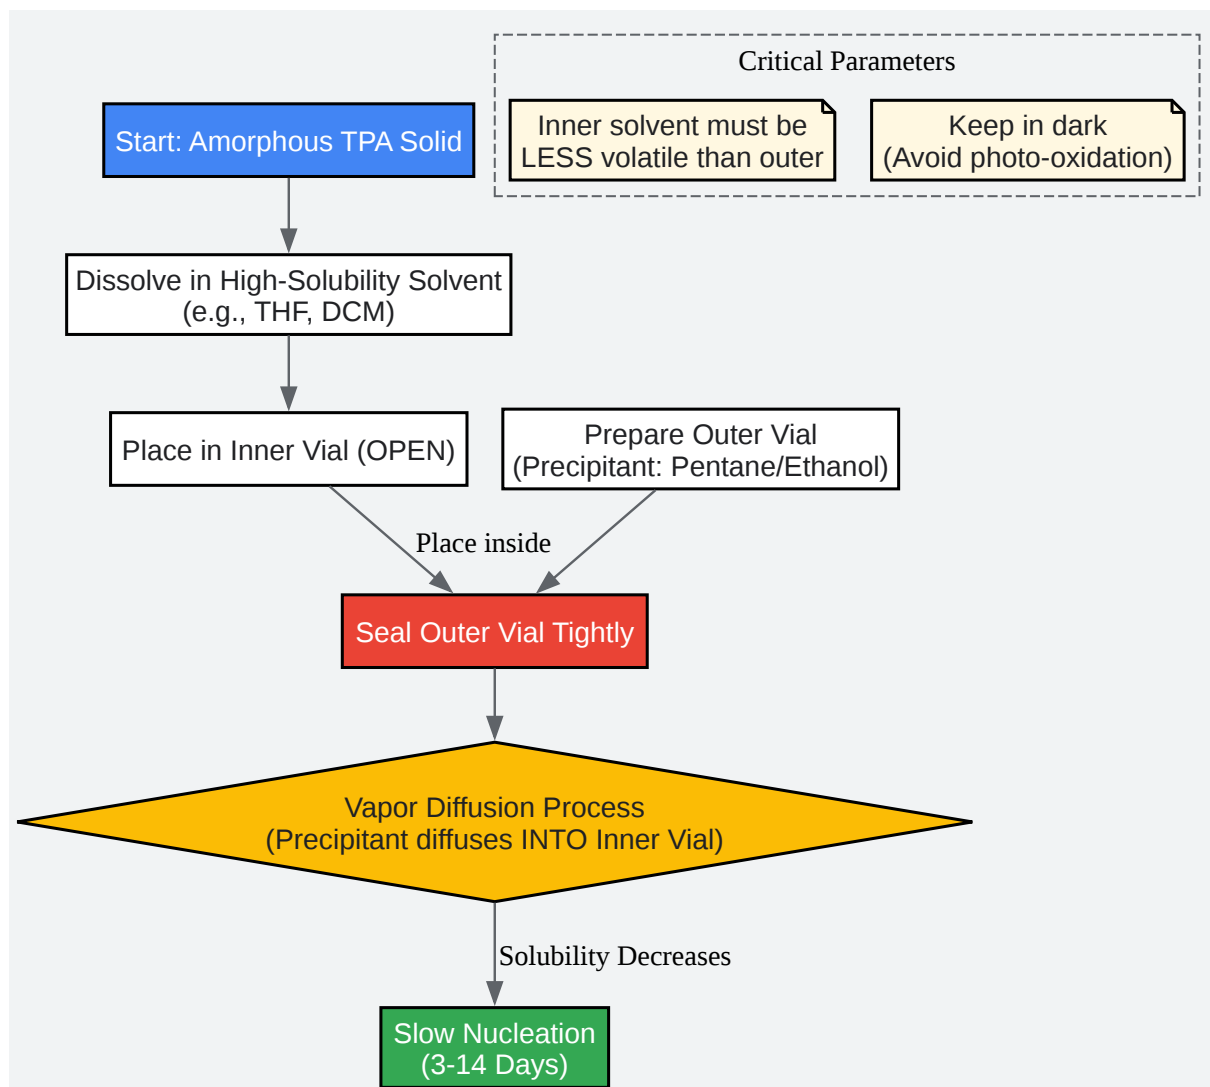 Critical Parameters
Inner solvent must be
LESS volatile than outer
Keep in dark
(Avoid photo-oxidation)
Start: Amorphous TPA Solid
Dissolve in High-Solubility Solvent
(e.g., THF, DCM)
Place in Inner Vial (OPEN)
Prepare Outer Vial
(Precipitant: Pentane/Ethanol)
Place inside
Seal Outer Vial Tightly
Vapor Diffusion Process
(Precipitant diffuses INTO Inner Vial)
Solubility Decreases
Slow Nucleation
(3-14 Days)